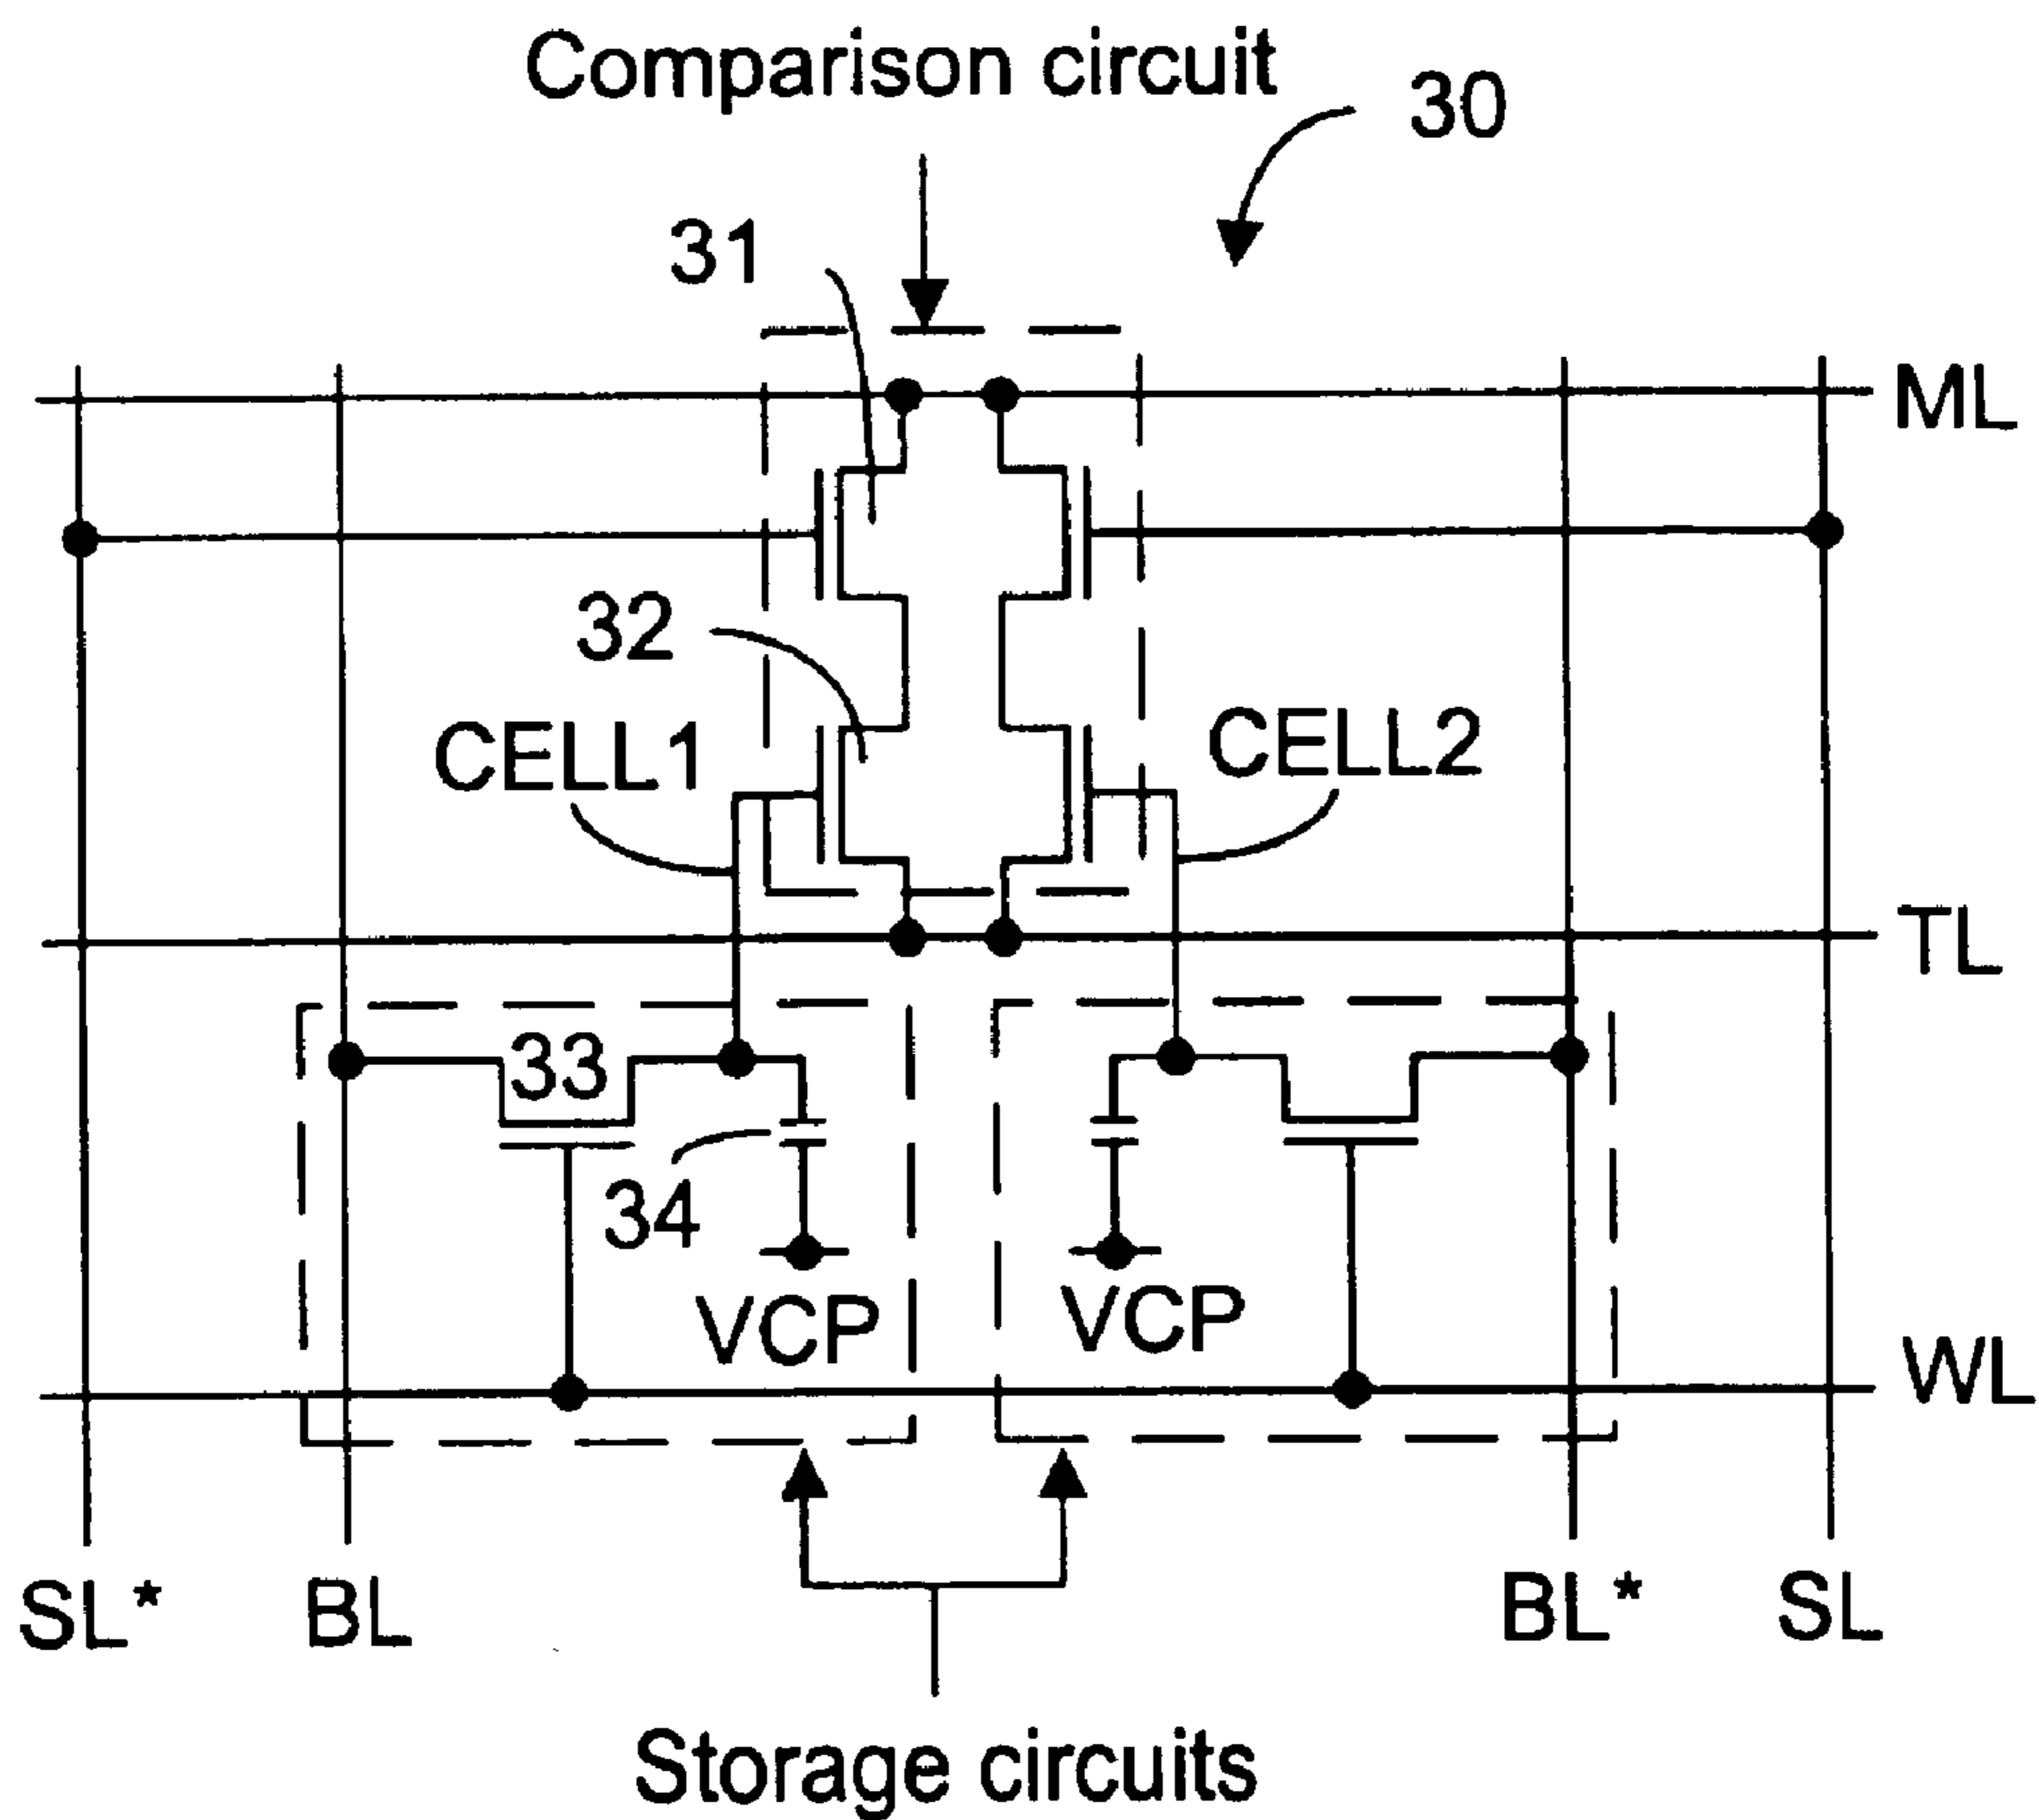 Comparison circuit
30
31
ML
32
CELL1
CELL2
TL
33
34
VCP
VCP
WL
SL*
BL
BL*
SL
Storage circuits